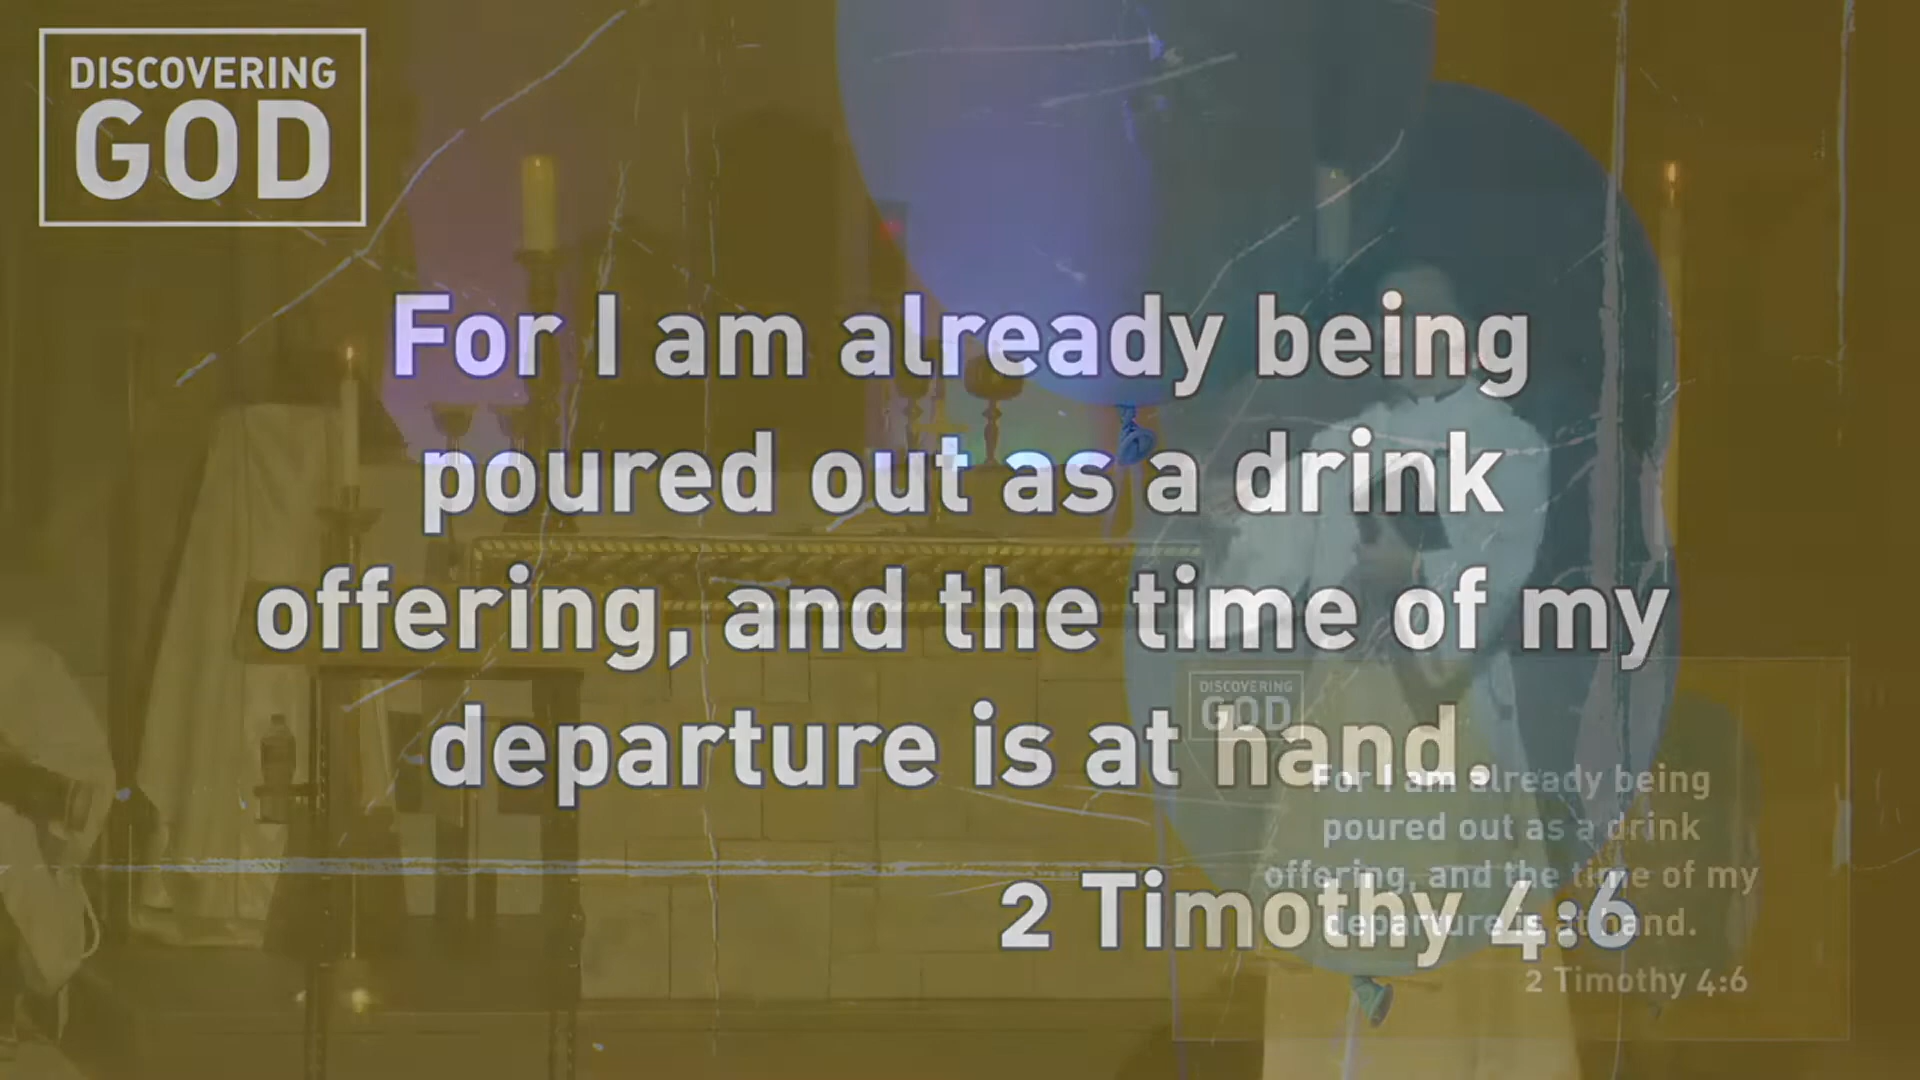 DISCOVERING
GOD
For I am already being
poured out as a drink
offering, and the time of my
departure is at hand.
2 Timothy 4:6
DISCOVERING
GOD
For I am already being
poured out as a drink
offering, and the time of my
departure is at hand.
2 Timothy 4:6